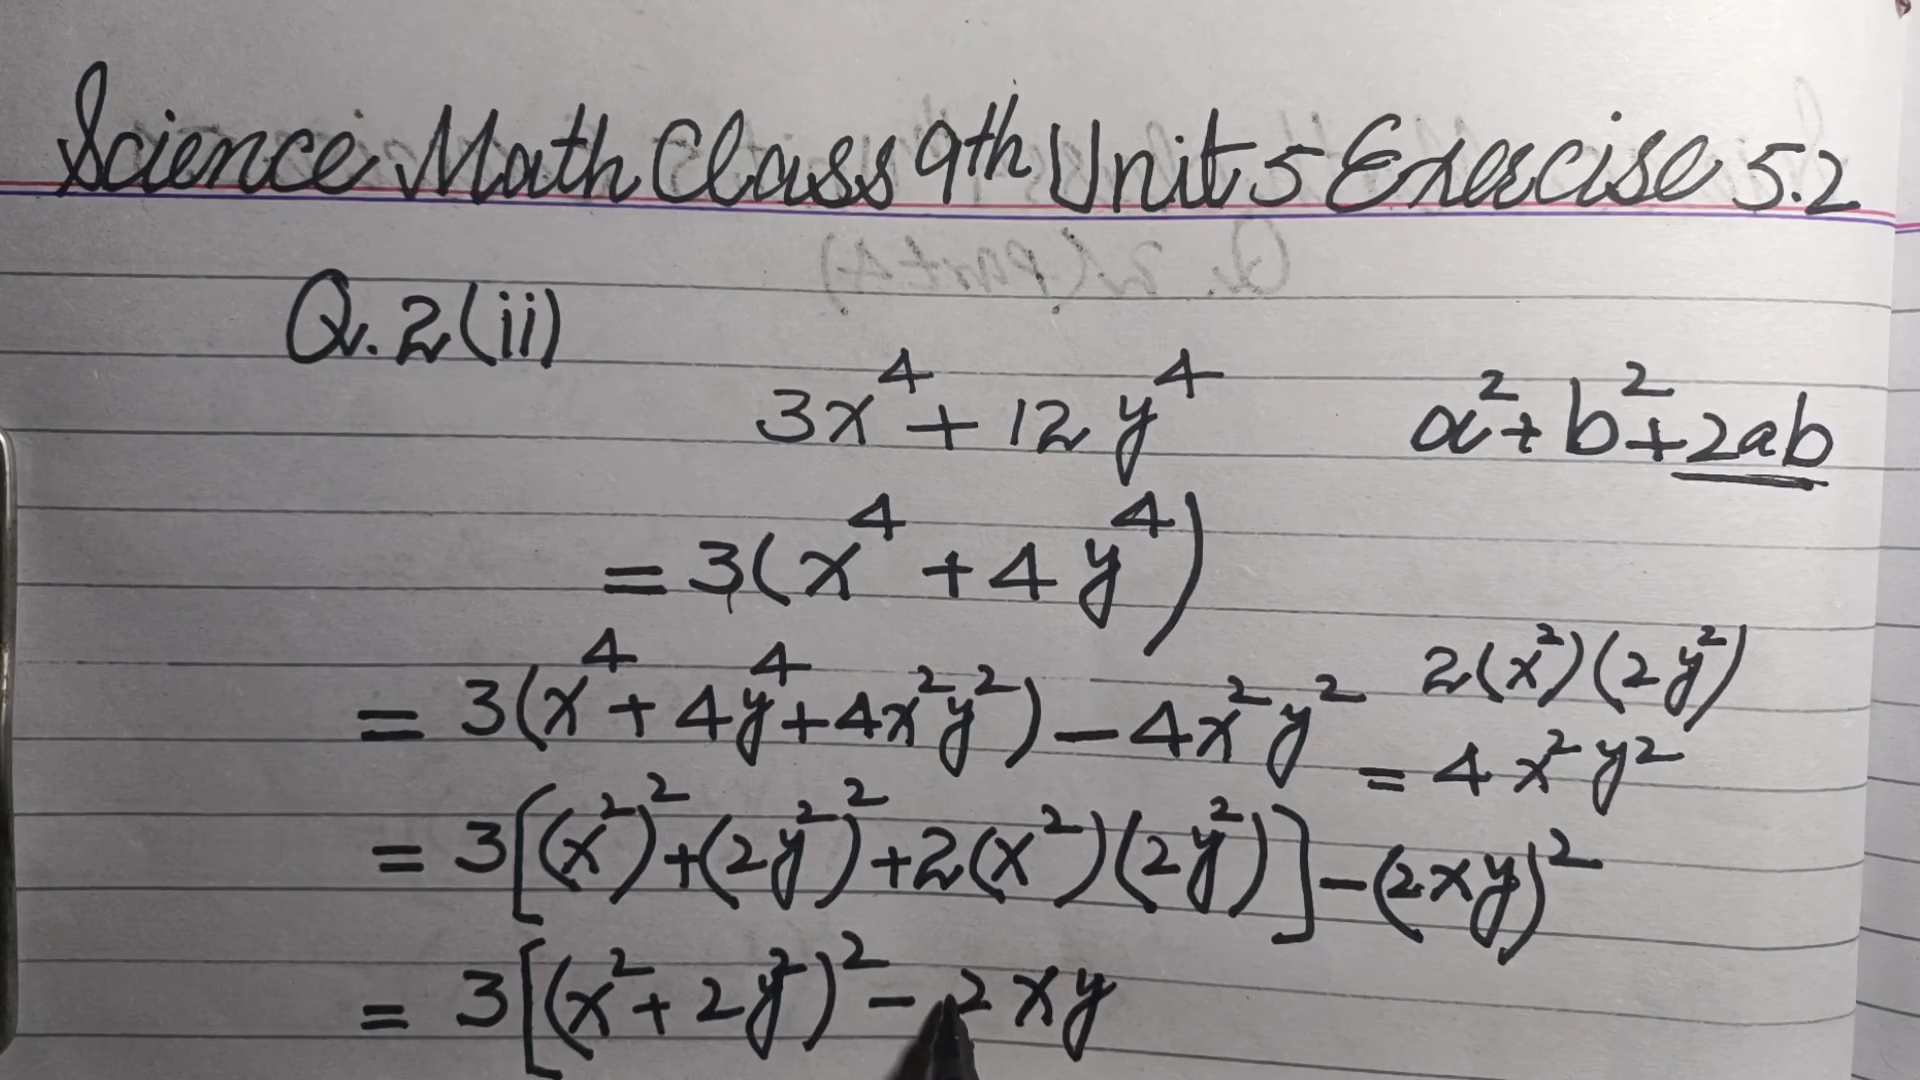 Science Math Class 9th Unit 5 Exercise 5.2
Q.2(ii)
3x⁴ + 12y⁴
a² + b² + 2ab
= 3(x⁴ + 4y⁴)
2(x²)(2y²)
= 3(x⁴ + 4y⁴ + 4x²y²) - 4x²y²
= 4x²y²
= 3[(x²)² + (2y²)² + 2(x²)(2y²)] - (2xy)²
= 3[(x² + 2y²)² - 2xy